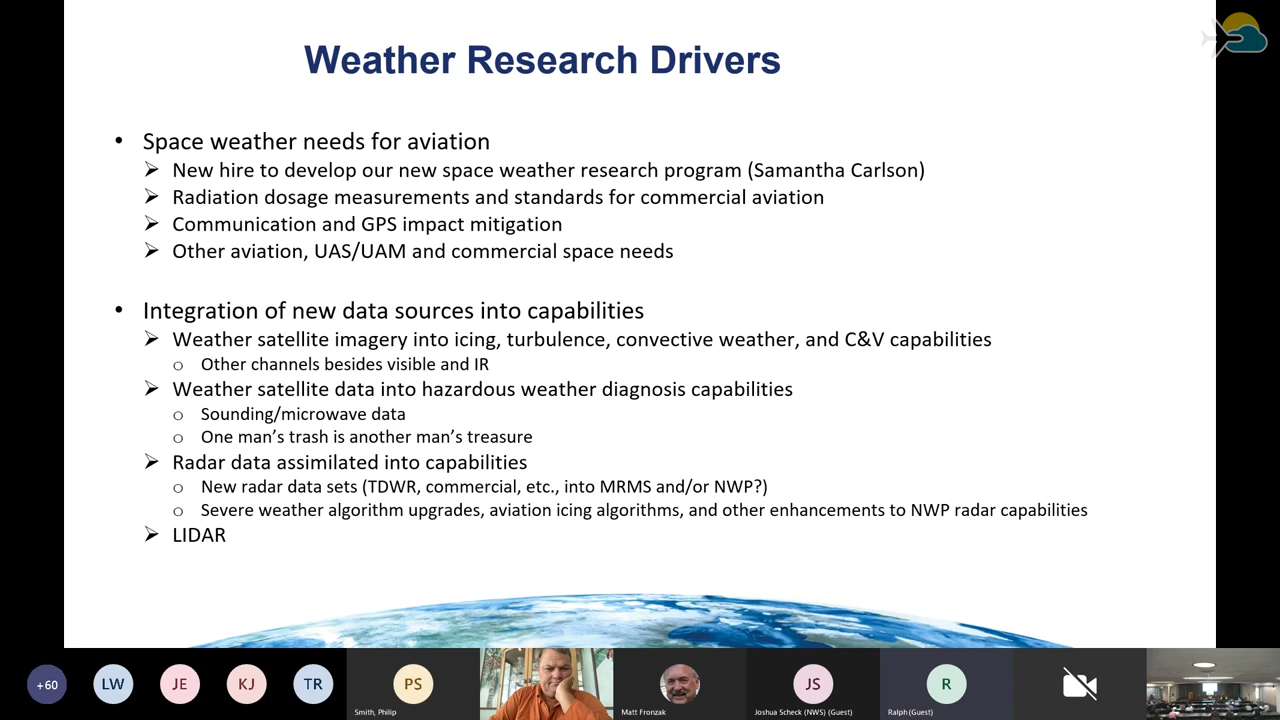 Weather Research Drivers
• Space weather needs for aviation
➢ New hire to develop our new space weather research program (Samantha Carlson)
➢ Radiation dosage measurements and standards for commercial aviation
➢ Communication and GPS impact mitigation
➢ Other aviation, UAS/UAM and commercial space needs
• Integration of new data sources into capabilities
➢ Weather satellite imagery into icing, turbulence, convective weather, and C&V capabilities
o Other channels besides visible and IR
➢ Weather satellite data into hazardous weather diagnosis capabilities
o Sounding/microwave data
o One man’s trash is another man’s treasure
➢ Radar data assimilated into capabilities
o New radar data sets (TDWR, commercial, etc., into MRMS and/or NWP?)
o Severe weather algorithm upgrades, aviation icing algorithms, and other enhancements to NWP radar capabilities
➢ LIDAR
+60
LW
JE
KJ
TR
PS
JS
R
Smith, Philip
Matt Fronzak
Joshua Scheck (NWS) (Guest)
Ralph (Guest)